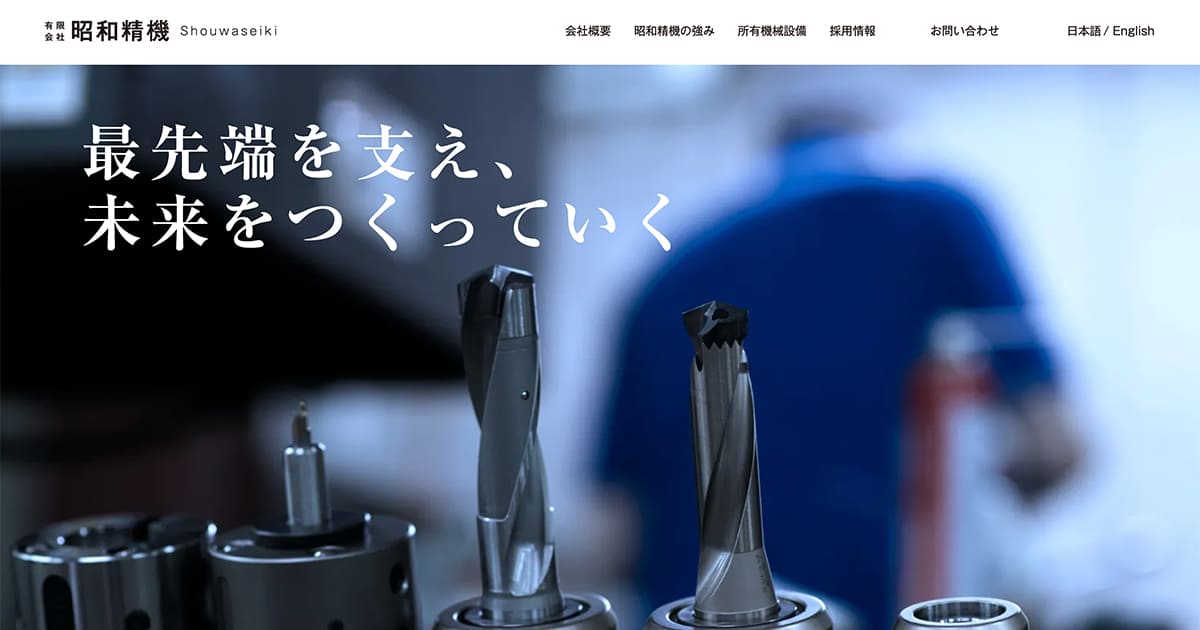 有限会社 昭和精機 Shouwaseiki
会社概要 昭和精機の強み 所有機械設備 採用情報 お問い合わせ 日本語 / English
最先端を支え、
未来をつくっていく